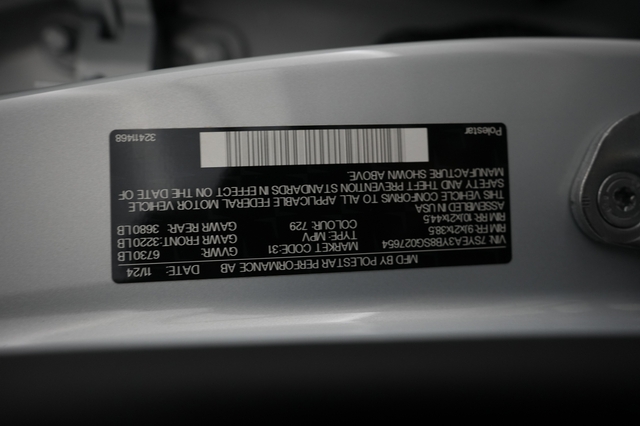 MFD BY POLESTAR PERFORMANCE AB DATE: 11/24
MARKET CODE:31 GVWR: 6730LB
RIM FR: 9Jx21x38.5 TYPE: MPV GAWR FRONT: 3220LB
RIM RR: 10x21x44.5 COLOUR: 729 GAWR REAR: 3680LB
ASSEMBLED IN USA
THIS VEHICLE CONFORMS TO ALL APPLICABLE FEDERAL MOTOR VEHICLE
SAFETY AND THEFT PREVENTION STANDARDS IN EFFECT ON THE DATE OF
MANUFACTURE SHOWN ABOVE.
Polestar 32411468